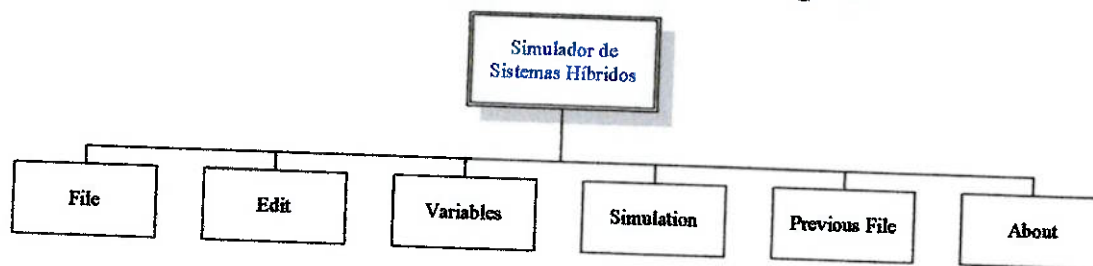 Simulador de
Sistemas Híbridos
File
Edit
Variables
Simulation
Previous File
About